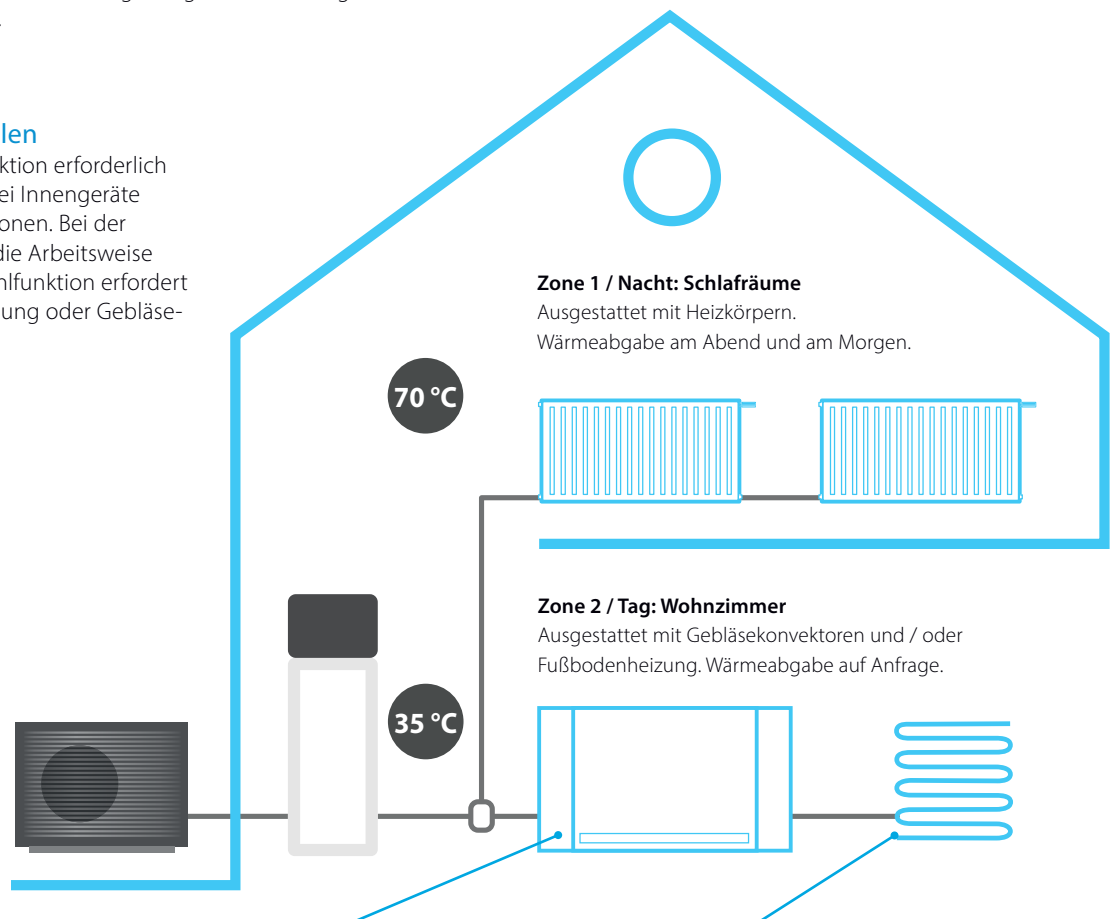 len
ktion erforderlich
ei Innengeräte
onen. Bei der
die Arbeitsweise
hlfunktion erfordert
ung oder Gebläse-
Zone 1 / Nacht: Schlafräume
Ausgestattet mit Heizkörpern.
Wärmeabgabe am Abend und am Morgen.
70 °C
Zone 2 / Tag: Wohnzimmer
Ausgestattet mit Gebläsekonvektoren und / oder
Fußbodenheizung. Wärmeabgabe auf Anfrage.
35 °C